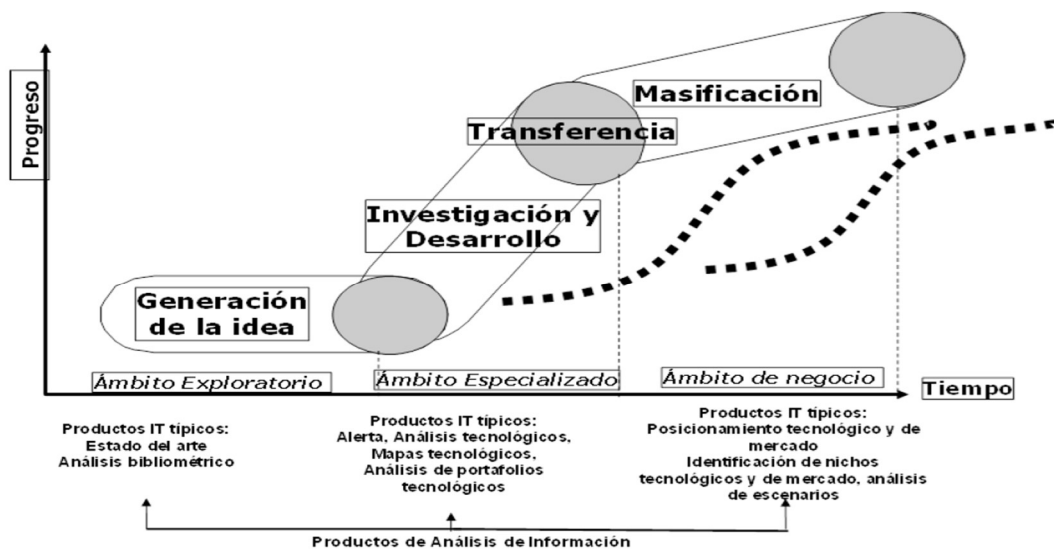 Progreso
Masificación
Transferencia
Investigación y
Desarrollo
Generación
de la idea
Ámbito Exploratorio
Ámbito Especializado
Ámbito de negocio
Tiempo
Productos IT típicos:
Estado del arte
Análisis bibliométrico
Productos IT típicos:
Alerta, Análisis tecnológicos,
Mapas tecnológicos,
Análisis de portafolios
tecnológicos
Productos IT típicos:
Posicionamiento tecnológico y de
mercado
Identificación de nichos
tecnológicos y de mercado, análisis
de escenarios
Productos de Análisis de Información